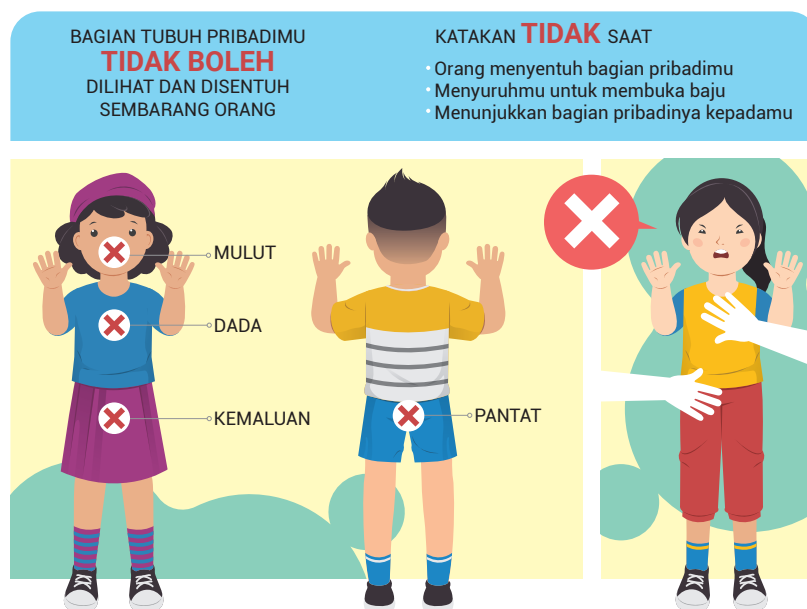 BAGIAN TUBUH PRIBADIMU
TIDAK BOLEH
DILIHAT DAN DISENTUH
SEMBARANG ORANG
KATAKAN TIDAK SAAT
• Orang menyentuh bagian pribadimu
• Menyuruhmu untuk membuka baju
• Menunjukkan bagian pribadinya kepadamu
MULUT
DADA
KEMALUAN
PANTAT